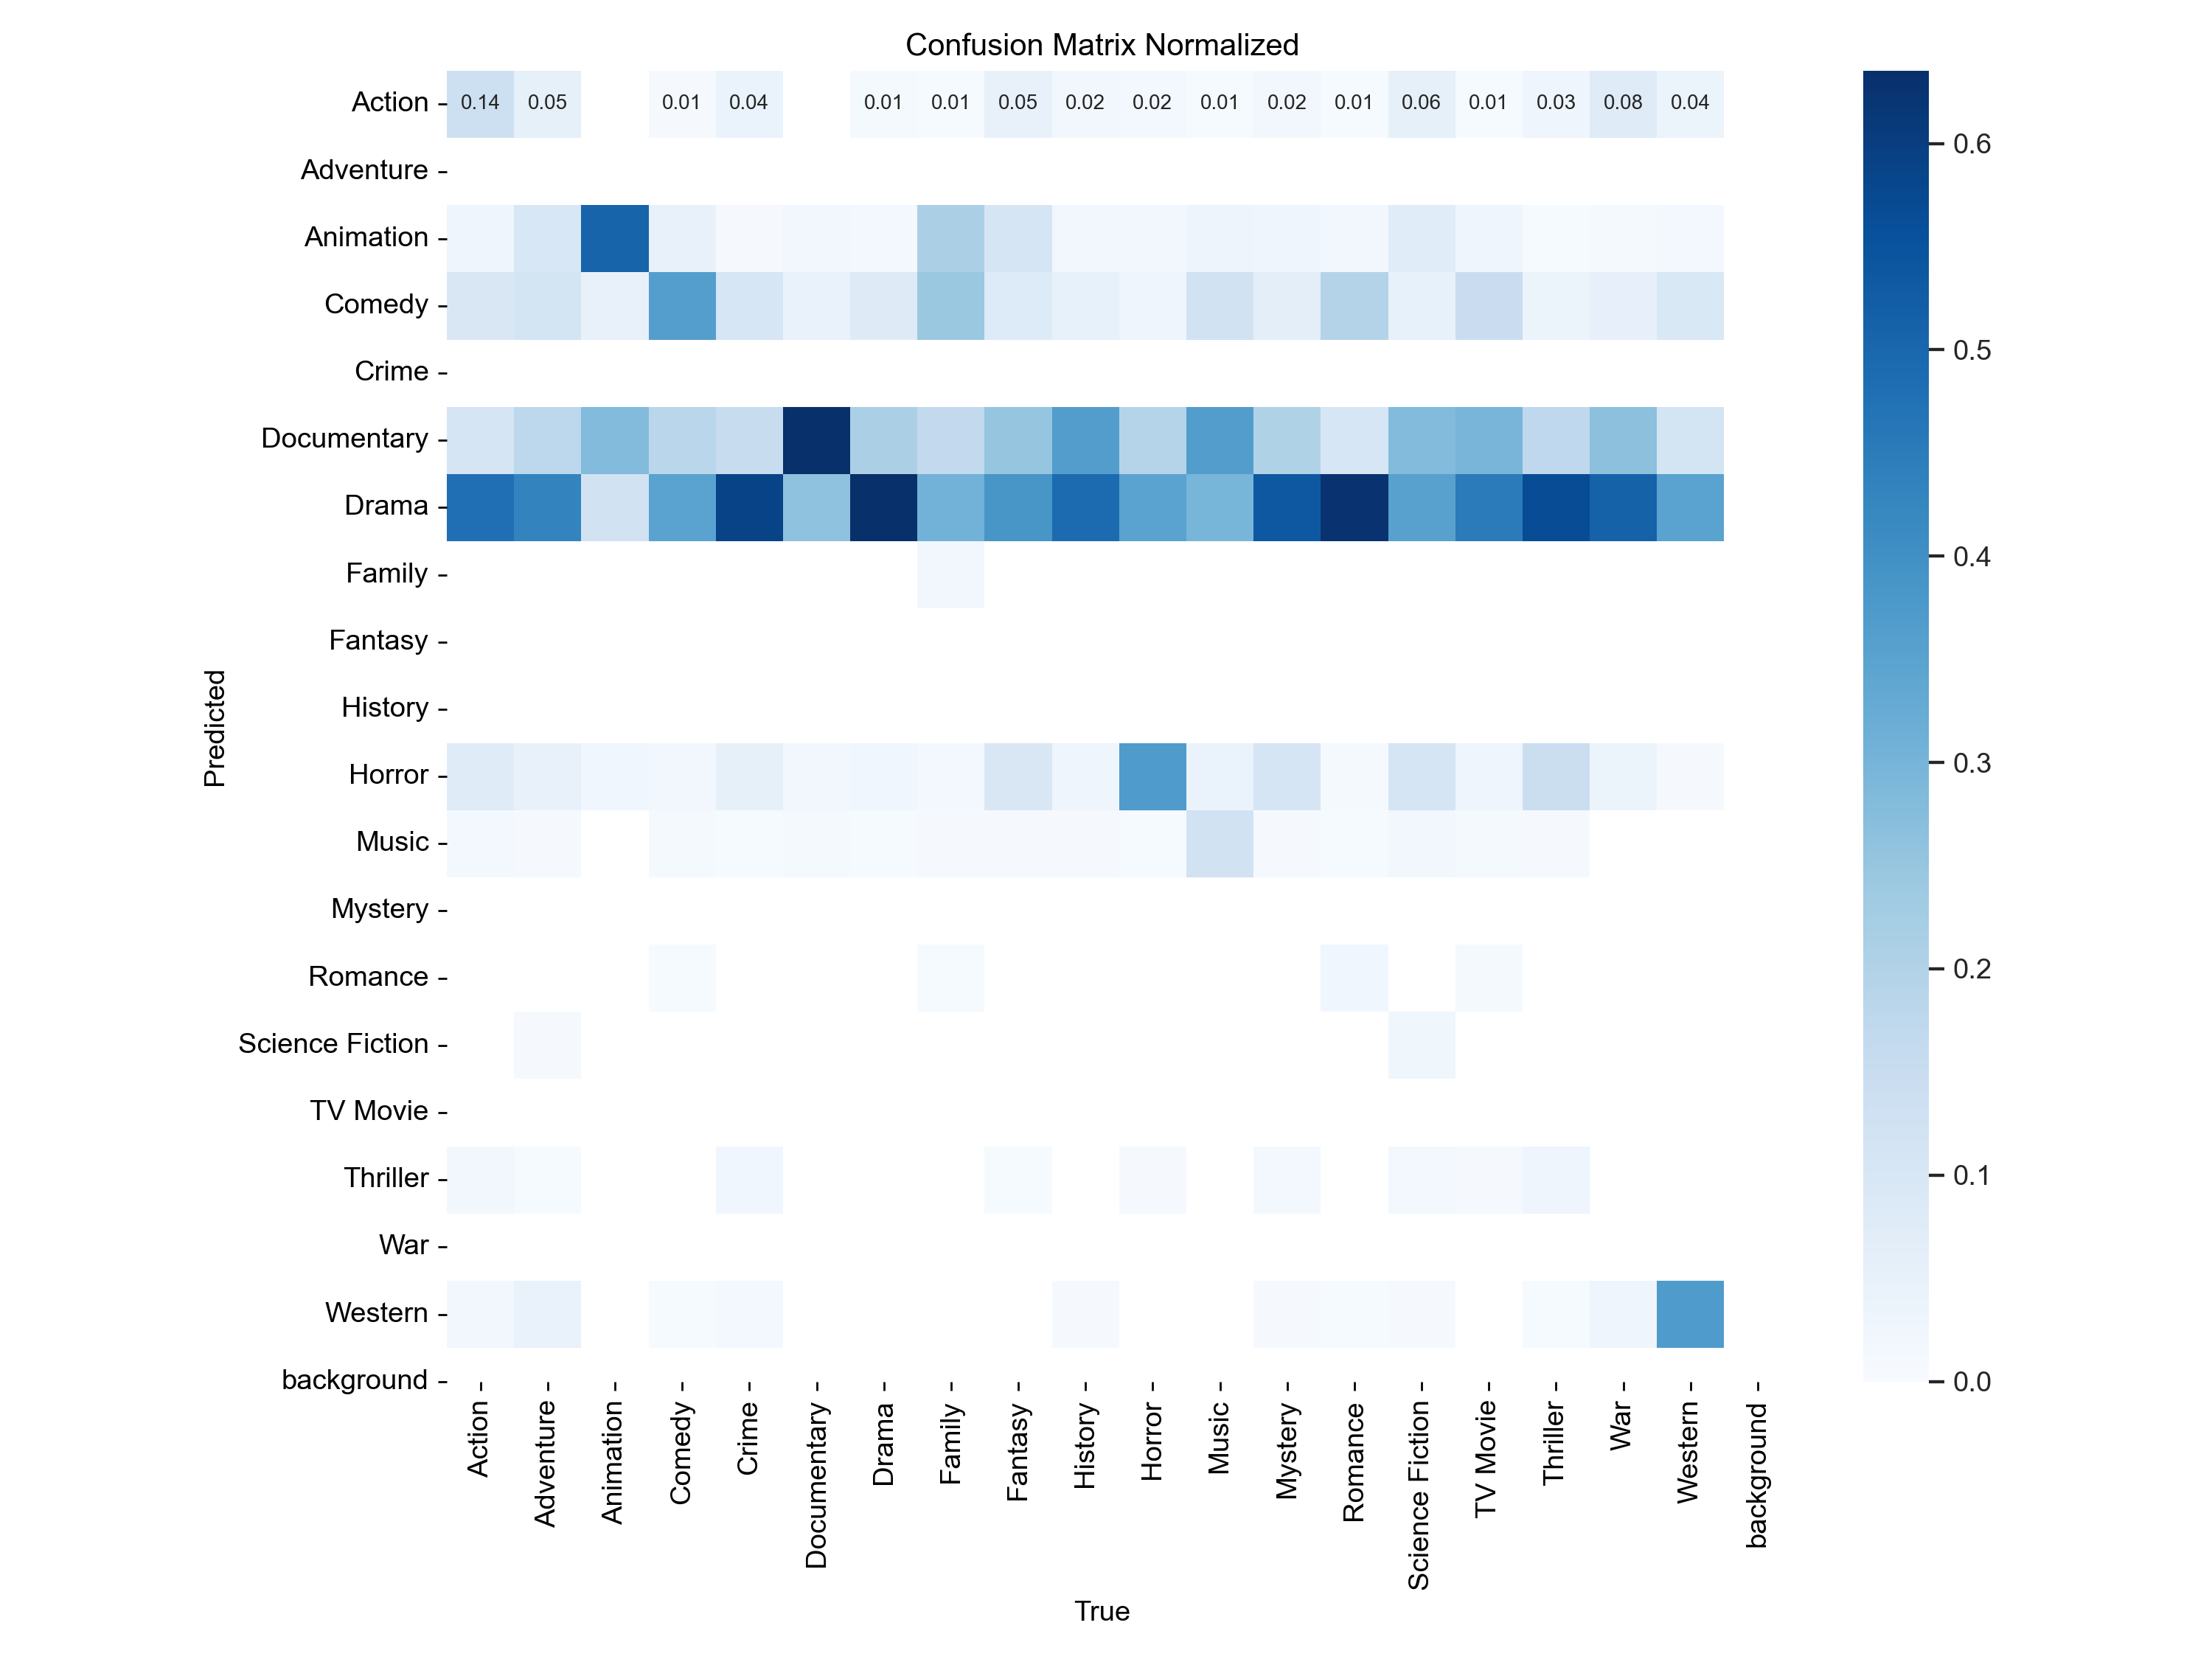 Confusion Matrix Normalized
Action
0.14 0.05 0.01 0.04 0.01 0.01 0.05 0.02 0.02 0.01 0.02 0.01 0.06 0.01 0.03 0.08 0.04
Adventure
Animation
Comedy
Crime
Documentary
Drama
Family
Fantasy
History
Horror
Music
Mystery
Romance
Science Fiction
TV Movie
Thriller
War
Western
background
Predicted
Action
Adventure
Animation
Comedy
Crime
Documentary
Drama
Family
Fantasy
History
Horror
Music
Mystery
Romance
Science Fiction
TV Movie
Thriller
War
Western
background
True
0.6
0.5
0.4
0.3
0.2
0.1
0.0